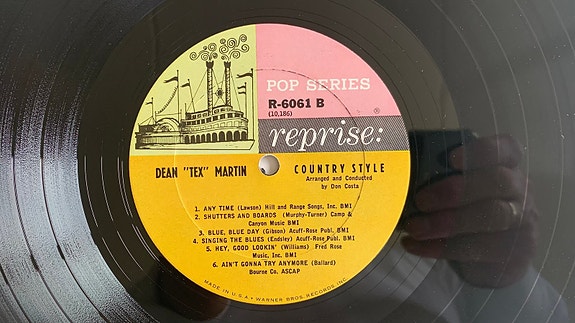 POP SERIES
R-6061 B
(10,186)
®
reprise:
DEAN "TEX" MARTIN
COUNTRY STYLE
Arranged and Conducted
by Don Costa
1. ANY TIME (Lawson) Hill and Range Songs, Inc. BMI
2. SHUTTERS AND BOARDS (Murphy-Turner) Camp &
Canyon Music BMI
3. BLUE, BLUE DAY (Gibson) Acuff-Rose Publ. BMI
4. SINGING THE BLUES (Endsley) Acuff-Rose Publ. BMI
5. HEY, GOOD LOOKIN' (Williams) Fred Rose
Music, Inc. BMI
6. AIN'T GONNA TRY ANYMORE (Ballard)
Bourne Co. ASCAP
MADE IN U.S.A. • WARNER BROS. RECORDS INC.